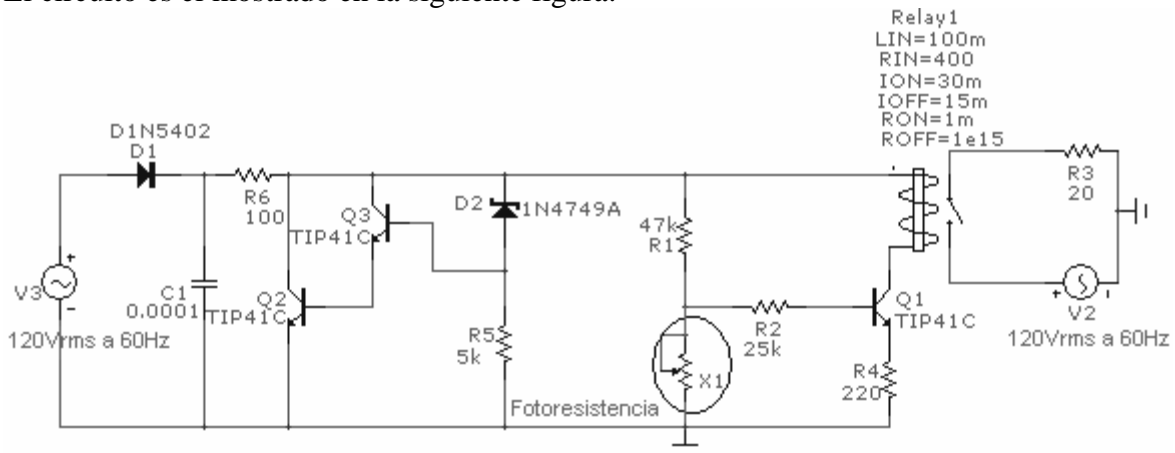 El circuito es el mostrado en la siguiente figura.
Relay1
LIN=100m
RIN=400
ION=30m
IOFF=15m
RON=1m
ROFF=1e15
D1N5402
D1
R6
100
Q3
TIP41C
D2
1N4749A
47k
R1
R3
20
V3
+
-
120Vrms a 60Hz
C1
0.0001
Q2
TIP41C
R5
5k
R2
25k
Q1
TIP41C
+
V2
120Vrms a 60Hz
X1
R4
220
Fotoresistencia